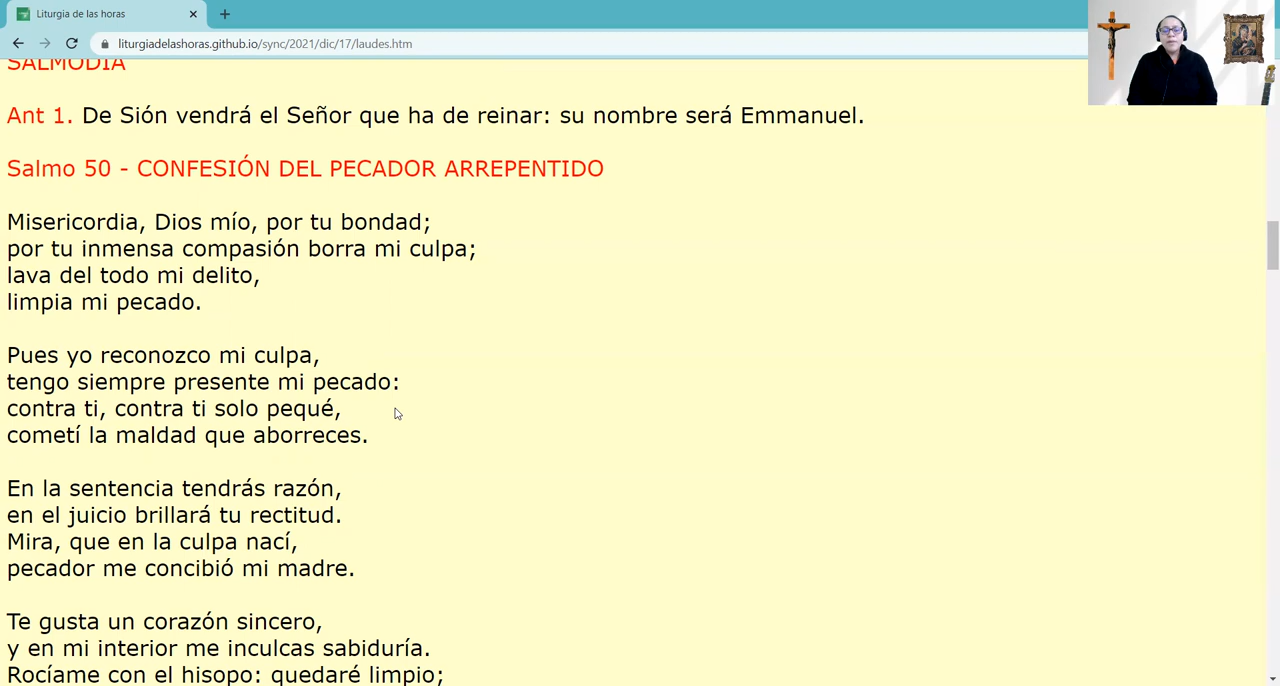 Liturgia de las horas
liturgiadelashoras.github.io/sync/2021/dic/17/laudes.htm
SALMODIA
Ant 1. De Sión vendrá el Señor que ha de reinar: su nombre será Emmanuel.
Salmo 50 - CONFESIÓN DEL PECADOR ARREPENTIDO
Misericordia, Dios mío, por tu bondad;
por tu inmensa compasión borra mi culpa;
lava del todo mi delito,
limpia mi pecado.
Pues yo reconozco mi culpa,
tengo siempre presente mi pecado:
contra ti, contra ti solo pequé,
cometí la maldad que aborreces.
En la sentencia tendrás razón,
en el juicio brillará tu rectitud.
Mira, que en la culpa nací,
pecador me concibió mi madre.
Te gusta un corazón sincero,
y en mi interior me inculcas sabiduría.
Rocíame con el hisopo: quedaré limpio;